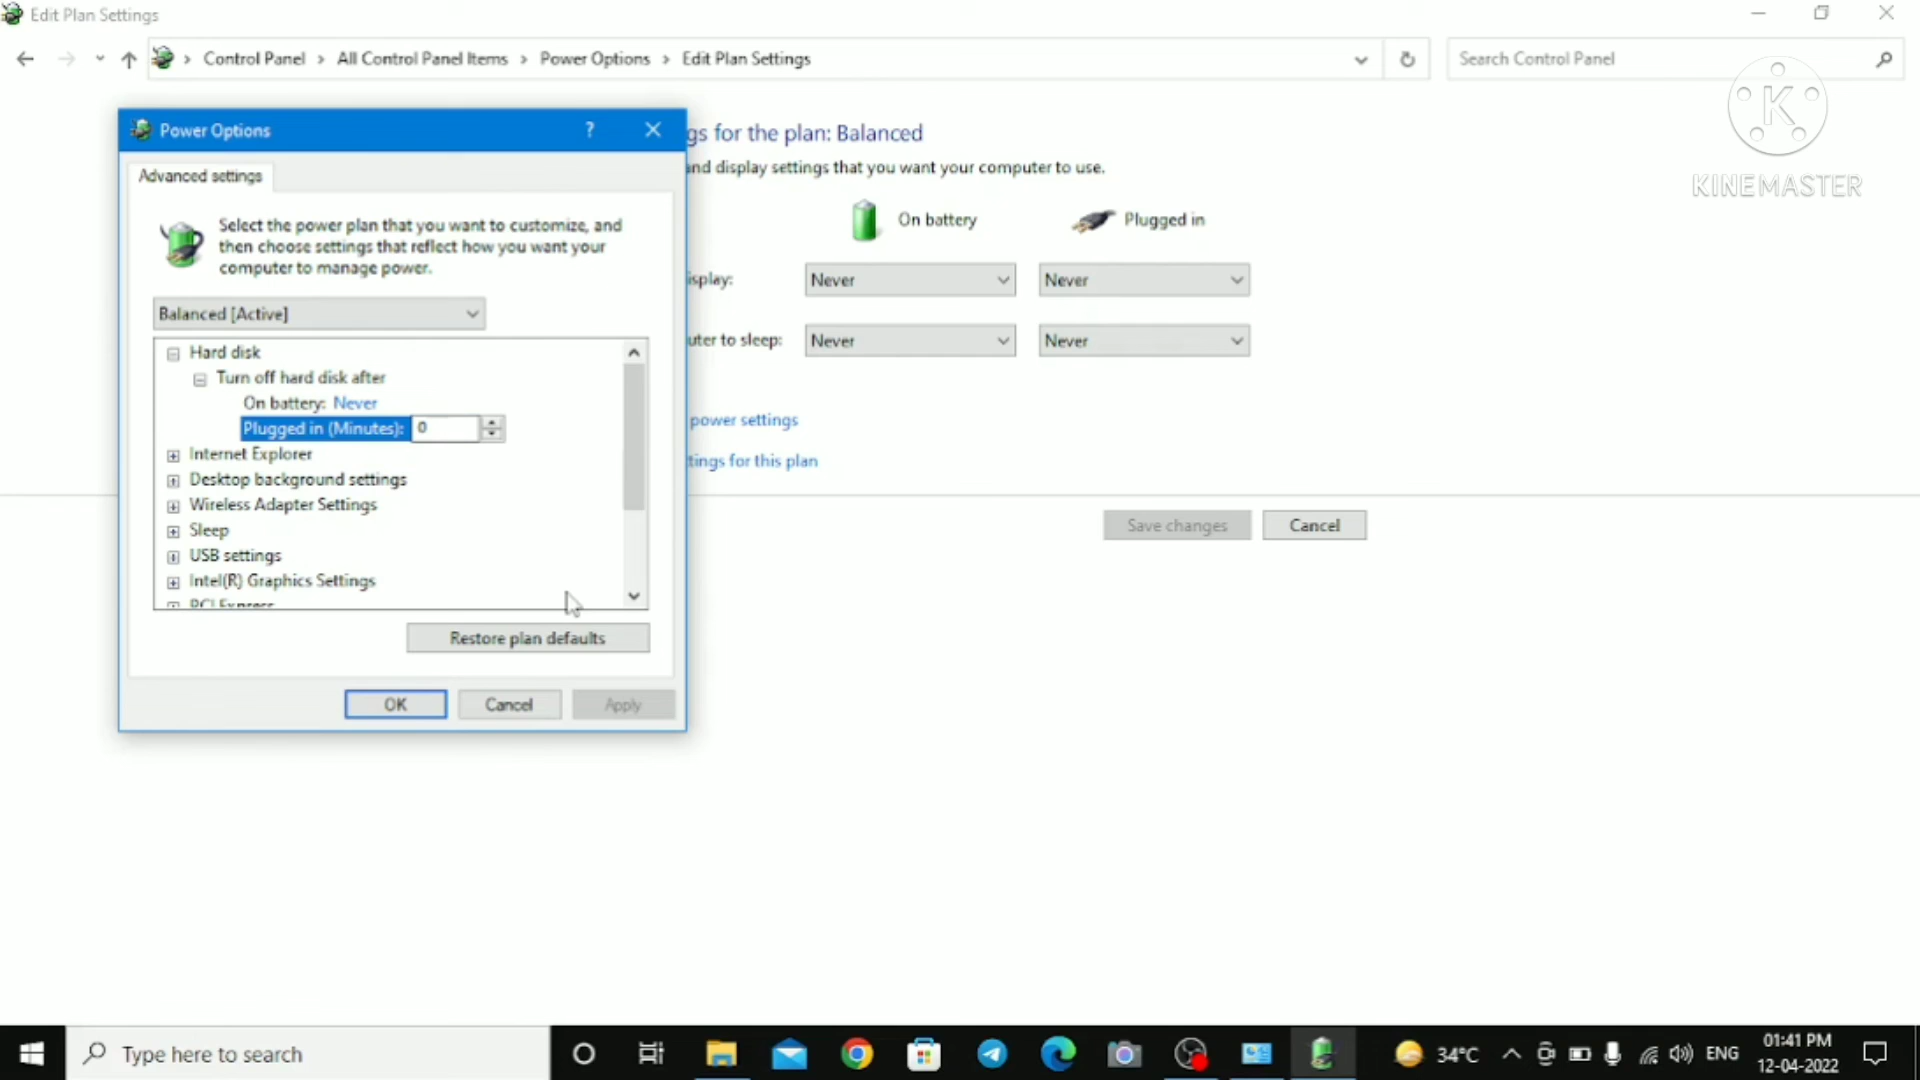 Edit Plan Settings
Control Panel > All Control Panel Items > Power Options > Edit Plan Settings
Search Control Panel
KINEMASTER
Power Options
?
Advanced settings
Select the power plan that you want to customize, and
then choose settings that reflect how you want your
computer to manage power.
Balanced [Active]
Hard disk
Turn off hard disk after
On battery: Never
Plugged in (Minutes): 0
Internet Explorer
Desktop background settings
Wireless Adapter Settings
Sleep
USB settings
Intel(R) Graphics Settings
PCI Express
Restore plan defaults
OK
Cancel
Apply
gs for the plan: Balanced
and display settings that you want your computer to use.
On battery
Plugged in
isplay:
Never
Never
uter to sleep:
Never
Never
power settings
tings for this plan
Save changes
Cancel
Type here to search
34°C
ENG
01:41 PM
12-04-2022